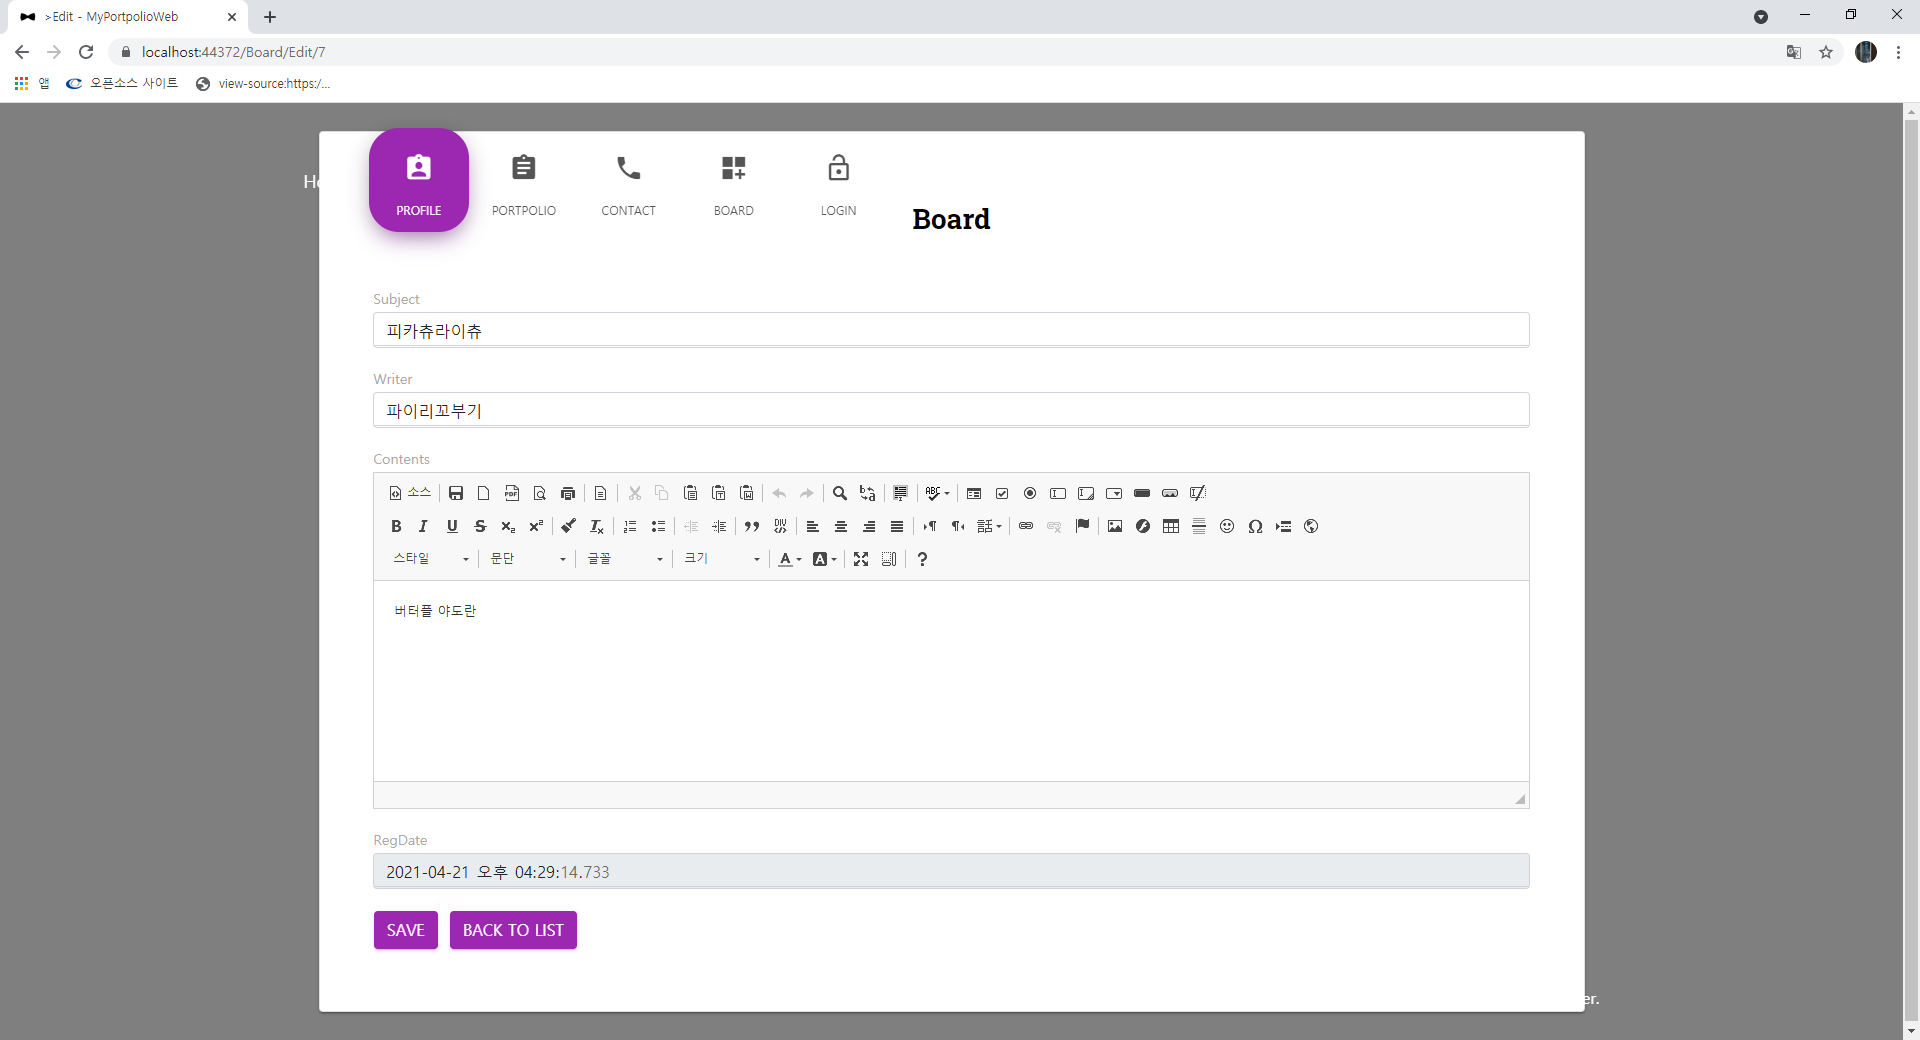 >Edit - MyPortpolioWeb
localhost:44372/Board/Edit/7
앱 오픈소스 사이트 view-source:https:/...
PROFILE PORTPOLIO CONTACT BOARD LOGIN
Board
Subject
피카츄라이츄
Writer
파이리꼬부기
Contents
소스
스타일 문단 글꼴 크기
버터플 야도란
RegDate
2021-04-21 오후 04:29:14.733
SAVE BACK TO LIST
er.